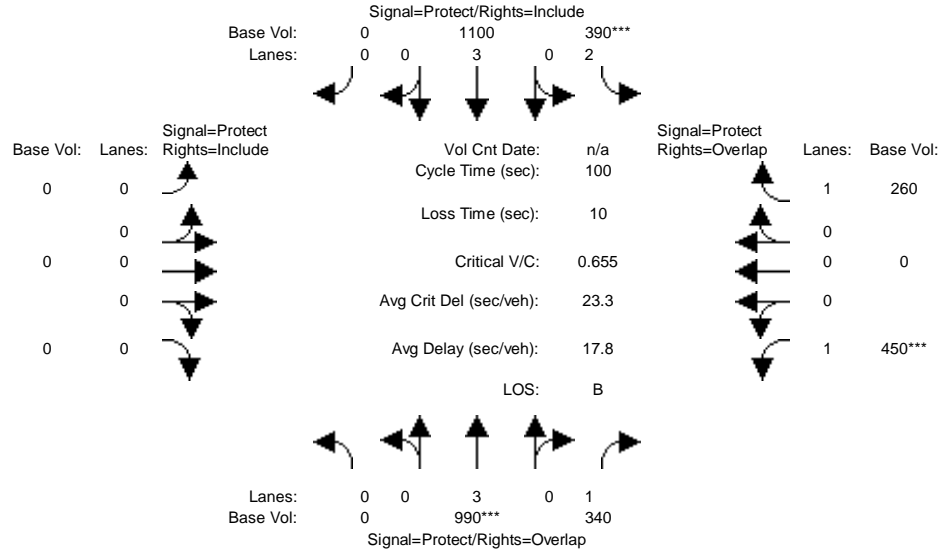 Signal=Protect/Rights=Include
Base Vol: 0 1100 390***
Lanes: 0 0 3 0 2
Signal=Protect
Base Vol: Lanes: Rights=Include
Vol Cnt Date: n/a
Signal=Protect
Rights=Overlap Lanes: Base Vol:
Cycle Time (sec): 100
0 0
1 260
Loss Time (sec): 10
0
0
0 0
Critical V/C: 0.655
0 0
0
Avg Crit Del (sec/veh): 23.3
0
0 0
Avg Delay (sec/veh): 17.8
1 450***
LOS: B
Lanes: 0 0 3 0 1
Base Vol: 0 990*** 340
Signal=Protect/Rights=Overlap